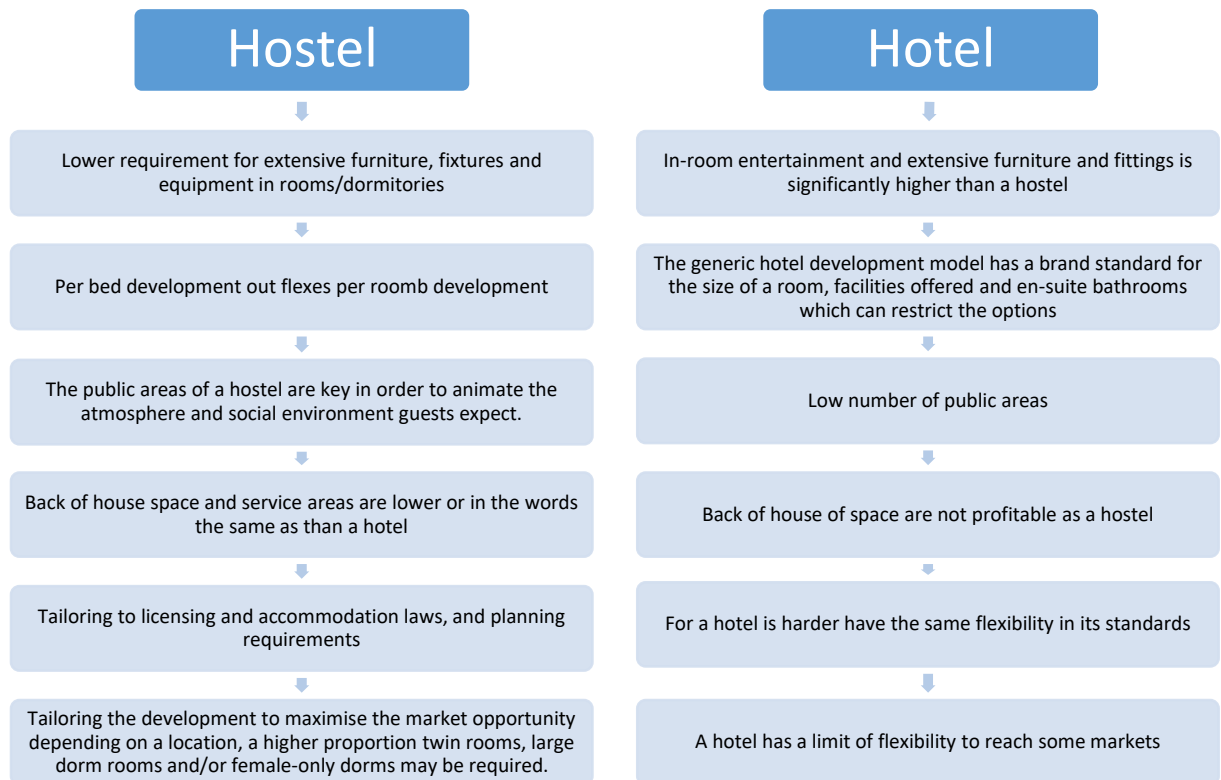 Hostel
Lower requirement for extensive furniture, fixtures and
equipment in rooms/dormitories
Per bed development out flexes per roomb development
The public areas of a hostel are key in order to animate the
atmosphere and social environment guests expect.
Back of house space and service areas are lower or in the words
the same as than a hotel
Tailoring to licensing and accommodation laws, and planning
requirements
Tailoring the development to maximise the market opportunity
depending on a location, a higher proportion twin rooms, large
dorm rooms and/or female-only dorms may be required.
Hotel
In-room entertainment and extensive furniture and fittings is
significantly higher than a hostel
The generic hotel development model has a brand standard for
the size of a room, facilities offered and en-suite bathrooms
which can restrict the options
Low number of public areas
Back of house of space are not profitable as a hostel
For a hotel is harder have the same flexibility in its standards
A hotel has a limit of flexibility to reach some markets